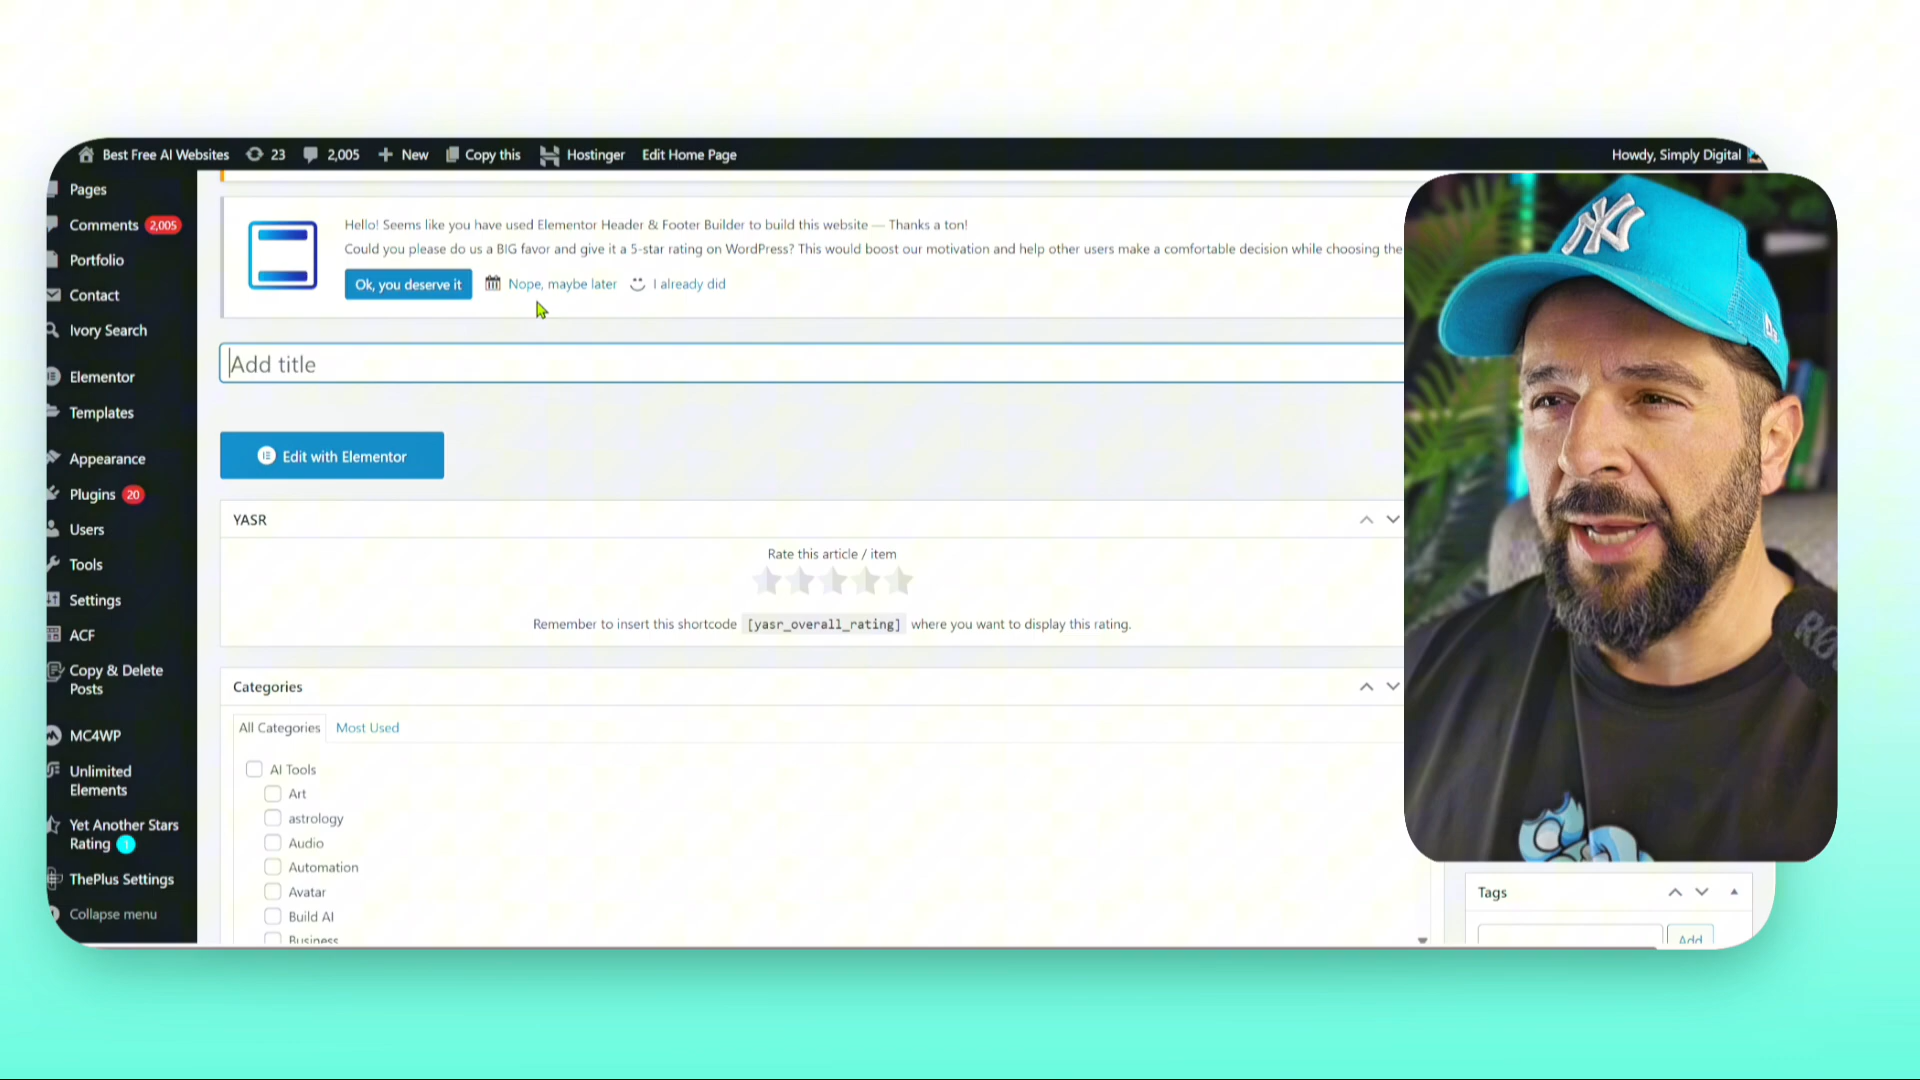 Best Free AI Websites 23 2,005 New Copy this Hostinger Edit Home Page Howdy, Simply Digital
Pages
Comments 2,005
Portfolio
Contact
Ivory Search
Elementor
Templates
Appearance
Plugins 20
Users
Tools
Settings
ACF
Copy & Delete
Posts
MC4WP
Unlimited
Elements
Yet Another Stars
Rating 1
ThePlus Settings
Collapse menu
Hello! Seems like you have used Elementor Header & Footer Builder to build this website — Thanks a ton!
Could you please do us a BIG favor and give it a 5-star rating on WordPress? This would boost our motivation and help other users make a comfortable decision while choosing the
Ok, you deserve it Nope, maybe later I already did
Add title
Edit with Elementor
YASR
Rate this article / item
Remember to insert this shortcode [yasr_overall_rating] where you want to display this rating.
Categories
All Categories Most Used
AI Tools
Art
astrology
Audio
Automation
Avatar
Build AI
Business
Tags
Add
NY